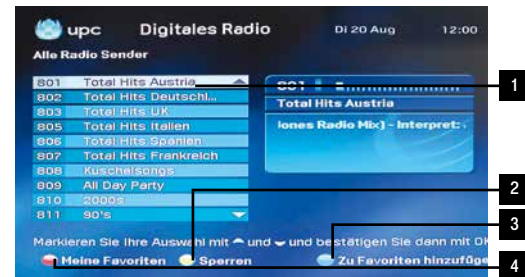 upc Digitales Radio Di 20 Aug 12:00
Alle Radio Sender
801 Total Hits Austria
802 Total Hits Deutschl...
803 Total Hits UK
805 Total Hits Italien
806 Total Hits Spanien
807 Total Hits Frankreich
808 Kuschelsongs
809 All Day Party
810 2000s
811 90's
801
Total Hits Austria
iones Radio Mix] - Interpret:
Markieren Sie Ihre Auswahl mit und und bestätigen Sie dann mit OK
Meine Favoriten Sperren Zu Favoriten hinzufüge
1
2
3
4